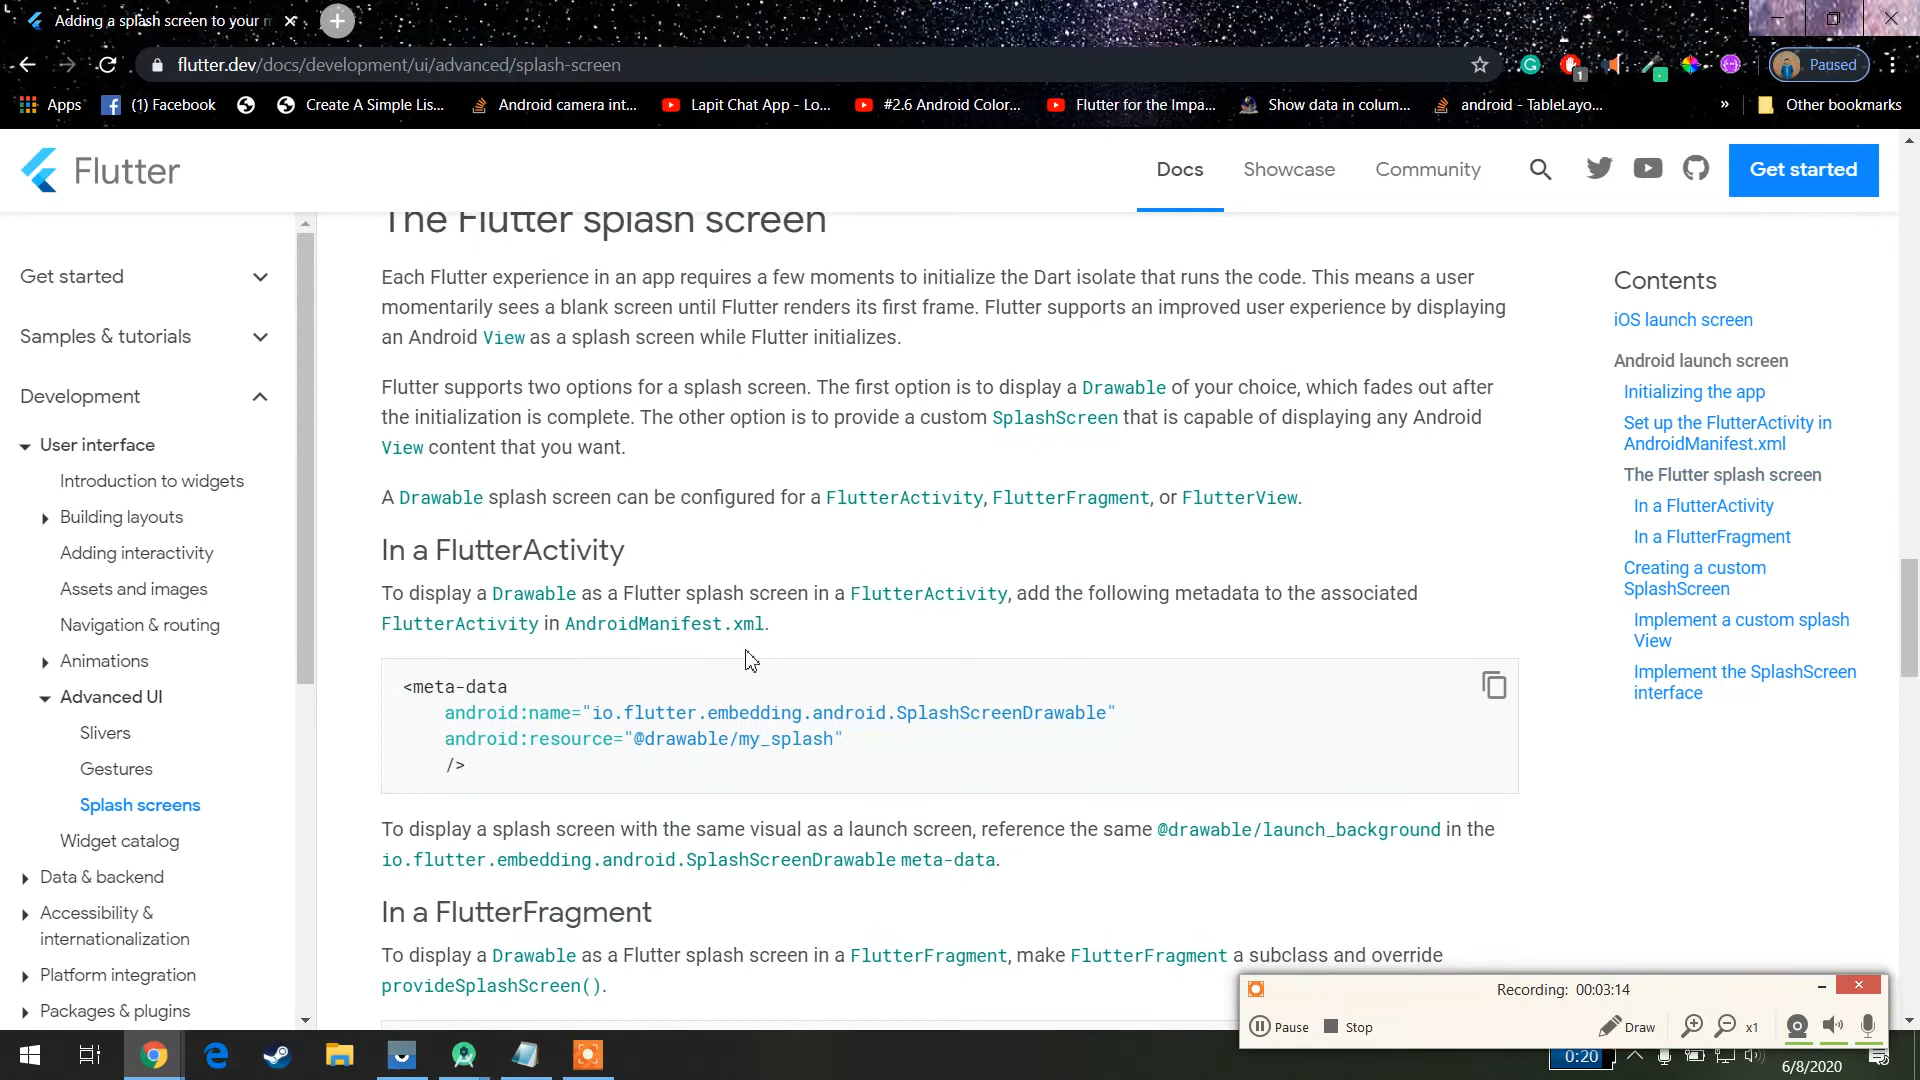 Adding a splash screen to your m
flutter.dev/docs/development/ui/advanced/splash-screen
1
Paused
Apps
(1) Facebook
Create A Simple Lis...
Android camera int...
Lapit Chat App - Lo...
#2.6 Android Color...
Flutter for the Impa...
Show data in colum...
android - TableLayo...
»
Other bookmarks
Flutter
Docs
Showcase
Community
Get started
Get started
Samples & tutorials
Development
User interface
Introduction to widgets
Building layouts
Adding interactivity
Assets and images
Navigation & routing
Animations
Advanced UI
Slivers
Gestures
Splash screens
Widget catalog
Data & backend
Accessibility &
internationalization
Platform integration
Packages & plugins
The Flutter splash screen
Each Flutter experience in an app requires a few moments to initialize the Dart isolate that runs the code. This means a user
momentarily sees a blank screen until Flutter renders its first frame. Flutter supports an improved user experience by displaying
an Android View as a splash screen while Flutter initializes.
Flutter supports two options for a splash screen. The first option is to display a Drawable of your choice, which fades out after
the initialization is complete. The other option is to provide a custom SplashScreen that is capable of displaying any Android
View content that you want.
A Drawable splash screen can be configured for a FlutterActivity, FlutterFragment, or FlutterView.
In a FlutterActivity
To display a Drawable as a Flutter splash screen in a FlutterActivity, add the following metadata to the associated
FlutterActivity in AndroidManifest.xml.
<meta-data
android:name="io.flutter.embedding.android.SplashScreenDrawable"
android:resource="@drawable/my_splash"
/>
To display a splash screen with the same visual as a launch screen, reference the same @drawable/launch_background in the
io.flutter.embedding.android.SplashScreenDrawable meta-data.
In a FlutterFragment
To display a Drawable as a Flutter splash screen in a FlutterFragment, make FlutterFragment a subclass and override
provideSplashScreen().
Contents
iOS launch screen
Android launch screen
Initializing the app
Set up the FlutterActivity in
AndroidManifest.xml
The Flutter splash screen
In a FlutterActivity
In a FlutterFragment
Creating a custom
SplashScreen
Implement a custom splash
View
Implement the SplashScreen
interface
Recording: 00:03:14
Pause
Stop
Draw
x1
0:20
6/8/2020